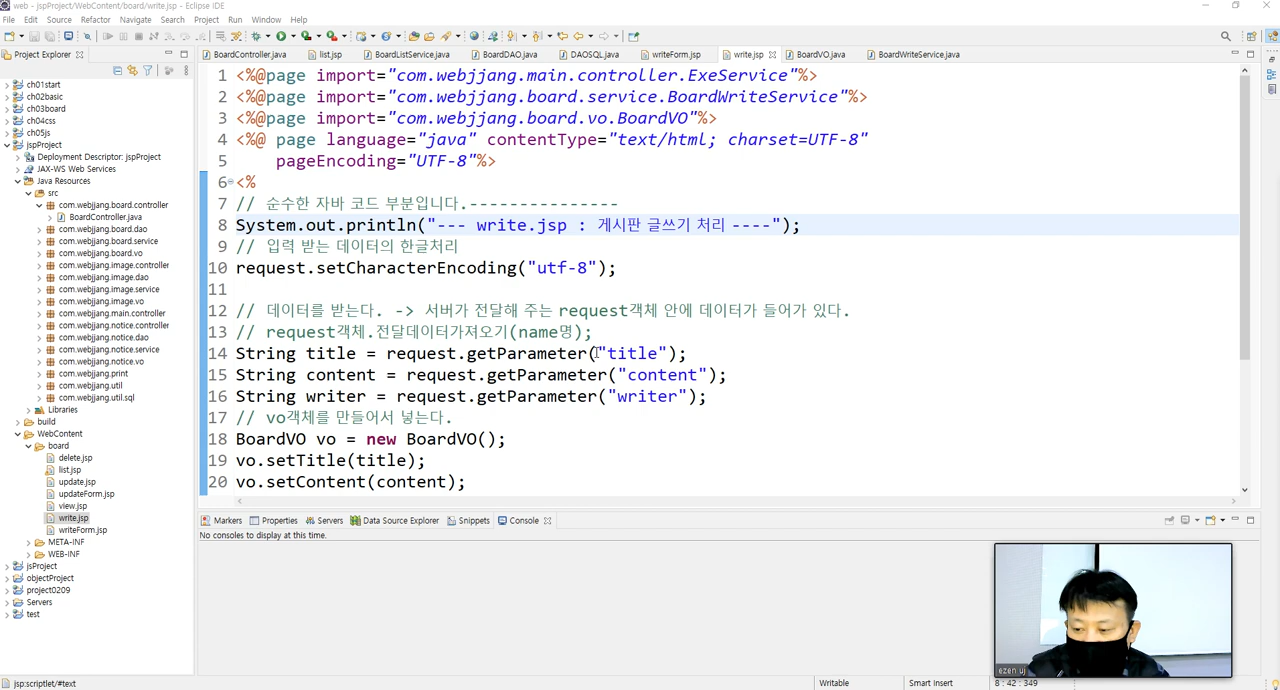 web - jspProject/WebContent/board/write.jsp - Eclipse IDE
File Edit Source Refactor Navigate Search Project Run Window Help
Project Explorer
BoardController.java list.jsp BoardListService.java BoardDAO.java DAOSQL.java writeForm.jsp write.jsp BoardVO.java BoardWriteService.java
ch01start
ch02basic
ch03board
ch04css
ch05js
jspProject
Deployment Descriptor: jspProject
JAX-WS Web Services
Java Resources
src
com.webjjang.board.controller
BoardController.java
com.webjjang.board.dao
com.webjjang.board.service
com.webjjang.board.vo
com.webjjang.image.controller
com.webjjang.image.dao
com.webjjang.image.service
com.webjjang.image.vo
com.webjjang.main.controller
com.webjjang.notice.controller
com.webjjang.notice.dao
com.webjjang.notice.service
com.webjjang.notice.vo
com.webjjang.print
com.webjjang.util
com.webjjang.util.sql
Libraries
build
WebContent
board
delete.jsp
list.jsp
update.jsp
updateForm.jsp
view.jsp
write.jsp
writeForm.jsp
META-INF
WEB-INF
jsProject
objectProject
project0209
Servers
test
1 <%@page import="com.webjjang.main.controller.ExeService"%>
2 <%@page import="com.webjjang.board.service.BoardWriteService"%>
3 <%@page import="com.webjjang.board.vo.BoardVO"%>
4 <%@ page language="java" contentType="text/html; charset=UTF-8"
5     pageEncoding="UTF-8"%>
6 <%
7 // 순수한 자바 코드 부분입니다.---------------
8 System.out.println("--- write.jsp : 게시판 글쓰기 처리 ----");
9 // 입력 받는 데이터의 한글처리
10 request.setCharacterEncoding("utf-8");
11
12 // 데이터를 받는다. -> 서버가 전달해 주는 request객체 안에 데이터가 들어가 있다.
13 // request객체.전달데이터가져오기(name명);
14 String title = request.getParameter("title");
15 String content = request.getParameter("content");
16 String writer = request.getParameter("writer");
17 // vo객체를 만들어서 넣는다.
18 BoardVO vo = new BoardVO();
19 vo.setTitle(title);
20 vo.setContent(content);
Markers Properties Servers Data Source Explorer Snippets Console
No consoles to display at this time.
ezen uj
jsp:scriptlet/#text Writable Smart Insert 8 : 42 : 349